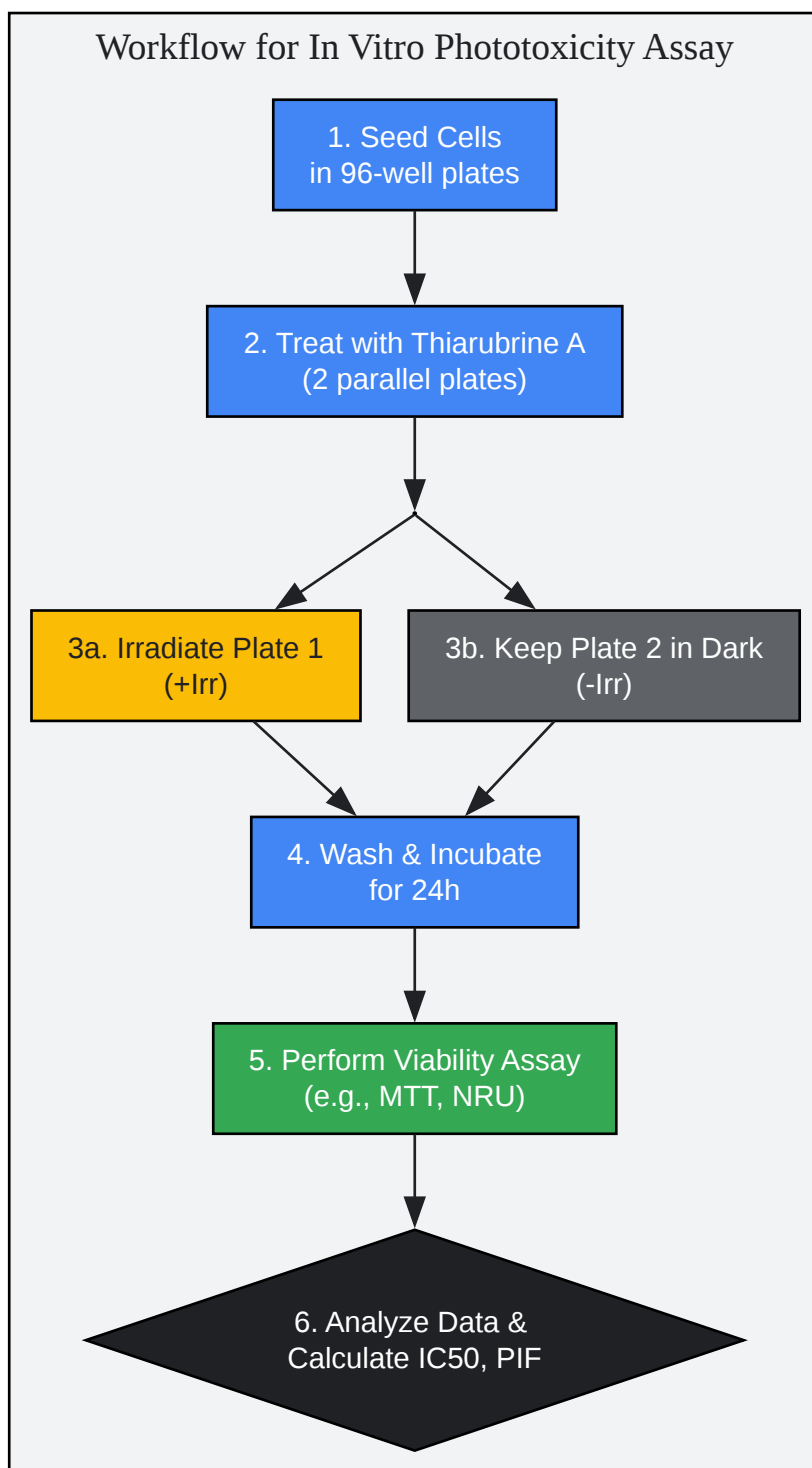 Workflow for In Vitro Phototoxicity Assay
1. Seed Cells
in 96-well plates
2. Treat with Thiarubrine A
(2 parallel plates)
3a. Irradiate Plate 1
(+Irr)
3b. Keep Plate 2 in Dark
(-Irr)
4. Wash & Incubate
for 24h
5. Perform Viability Assay
(e.g., MTT, NRU)
6. Analyze Data &
Calculate IC50, PIF